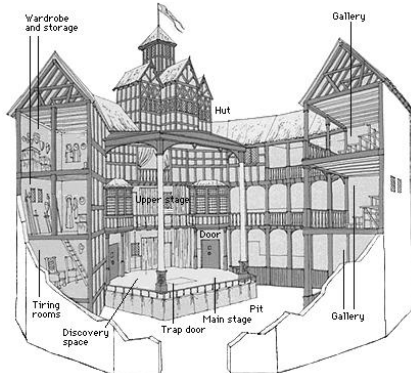 Wardrobe
and storage
Gallery
Hut
Upper stage
Door
Tiring
rooms
Discovery
space
Trap door
Main stage
Pit
Gallery